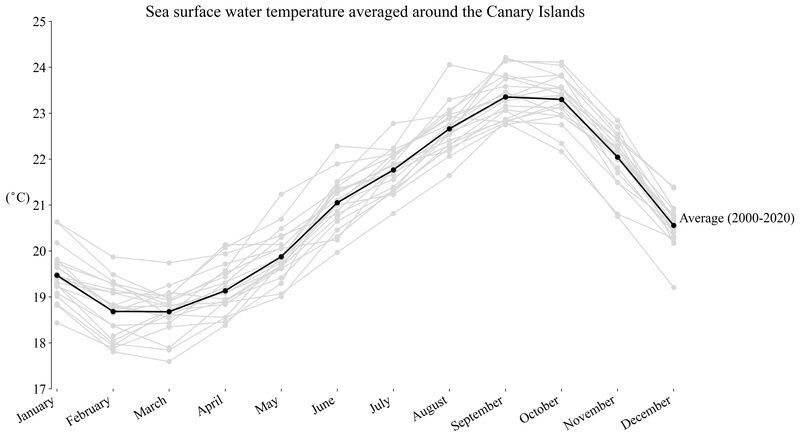 Sea surface water temperature averaged around the Canary Islands
25
24
23
22
21
20
19
18
17
(˚C)
Average (2000-2020)
January
February
March
April
May
June
July
August
September
October
November
December